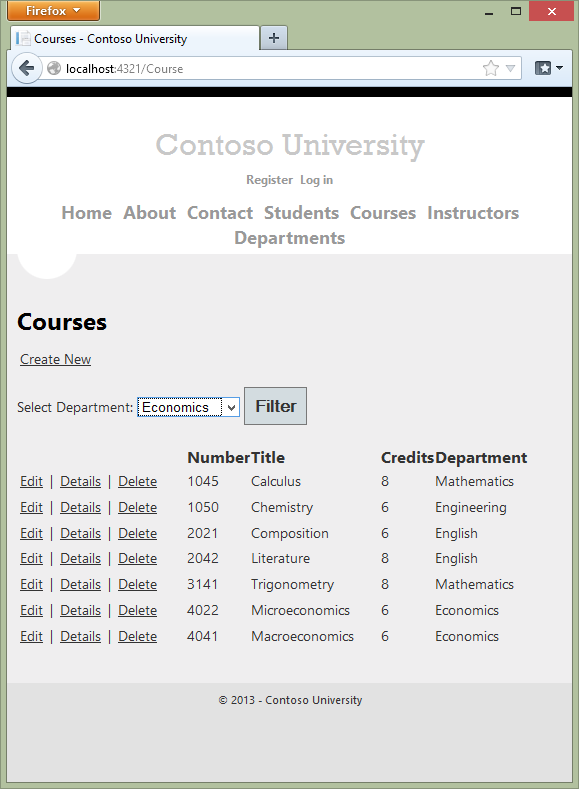 Firefox
Courses - Contoso University
localhost:4321/Course
Contoso University
Register Log in
Home About Contact Students Courses Instructors
Departments
Courses
Create New
Select Department: Economics Filter
Number Title Credits Department
Edit | Details | Delete 1045 Calculus 8 Mathematics
Edit | Details | Delete 1050 Chemistry 6 Engineering
Edit | Details | Delete 2021 Composition 6 English
Edit | Details | Delete 2042 Literature 8 English
Edit | Details | Delete 3141 Trigonometry 8 Mathematics
Edit | Details | Delete 4022 Microeconomics 6 Economics
Edit | Details | Delete 4041 Macroeconomics 6 Economics
© 2013 - Contoso University